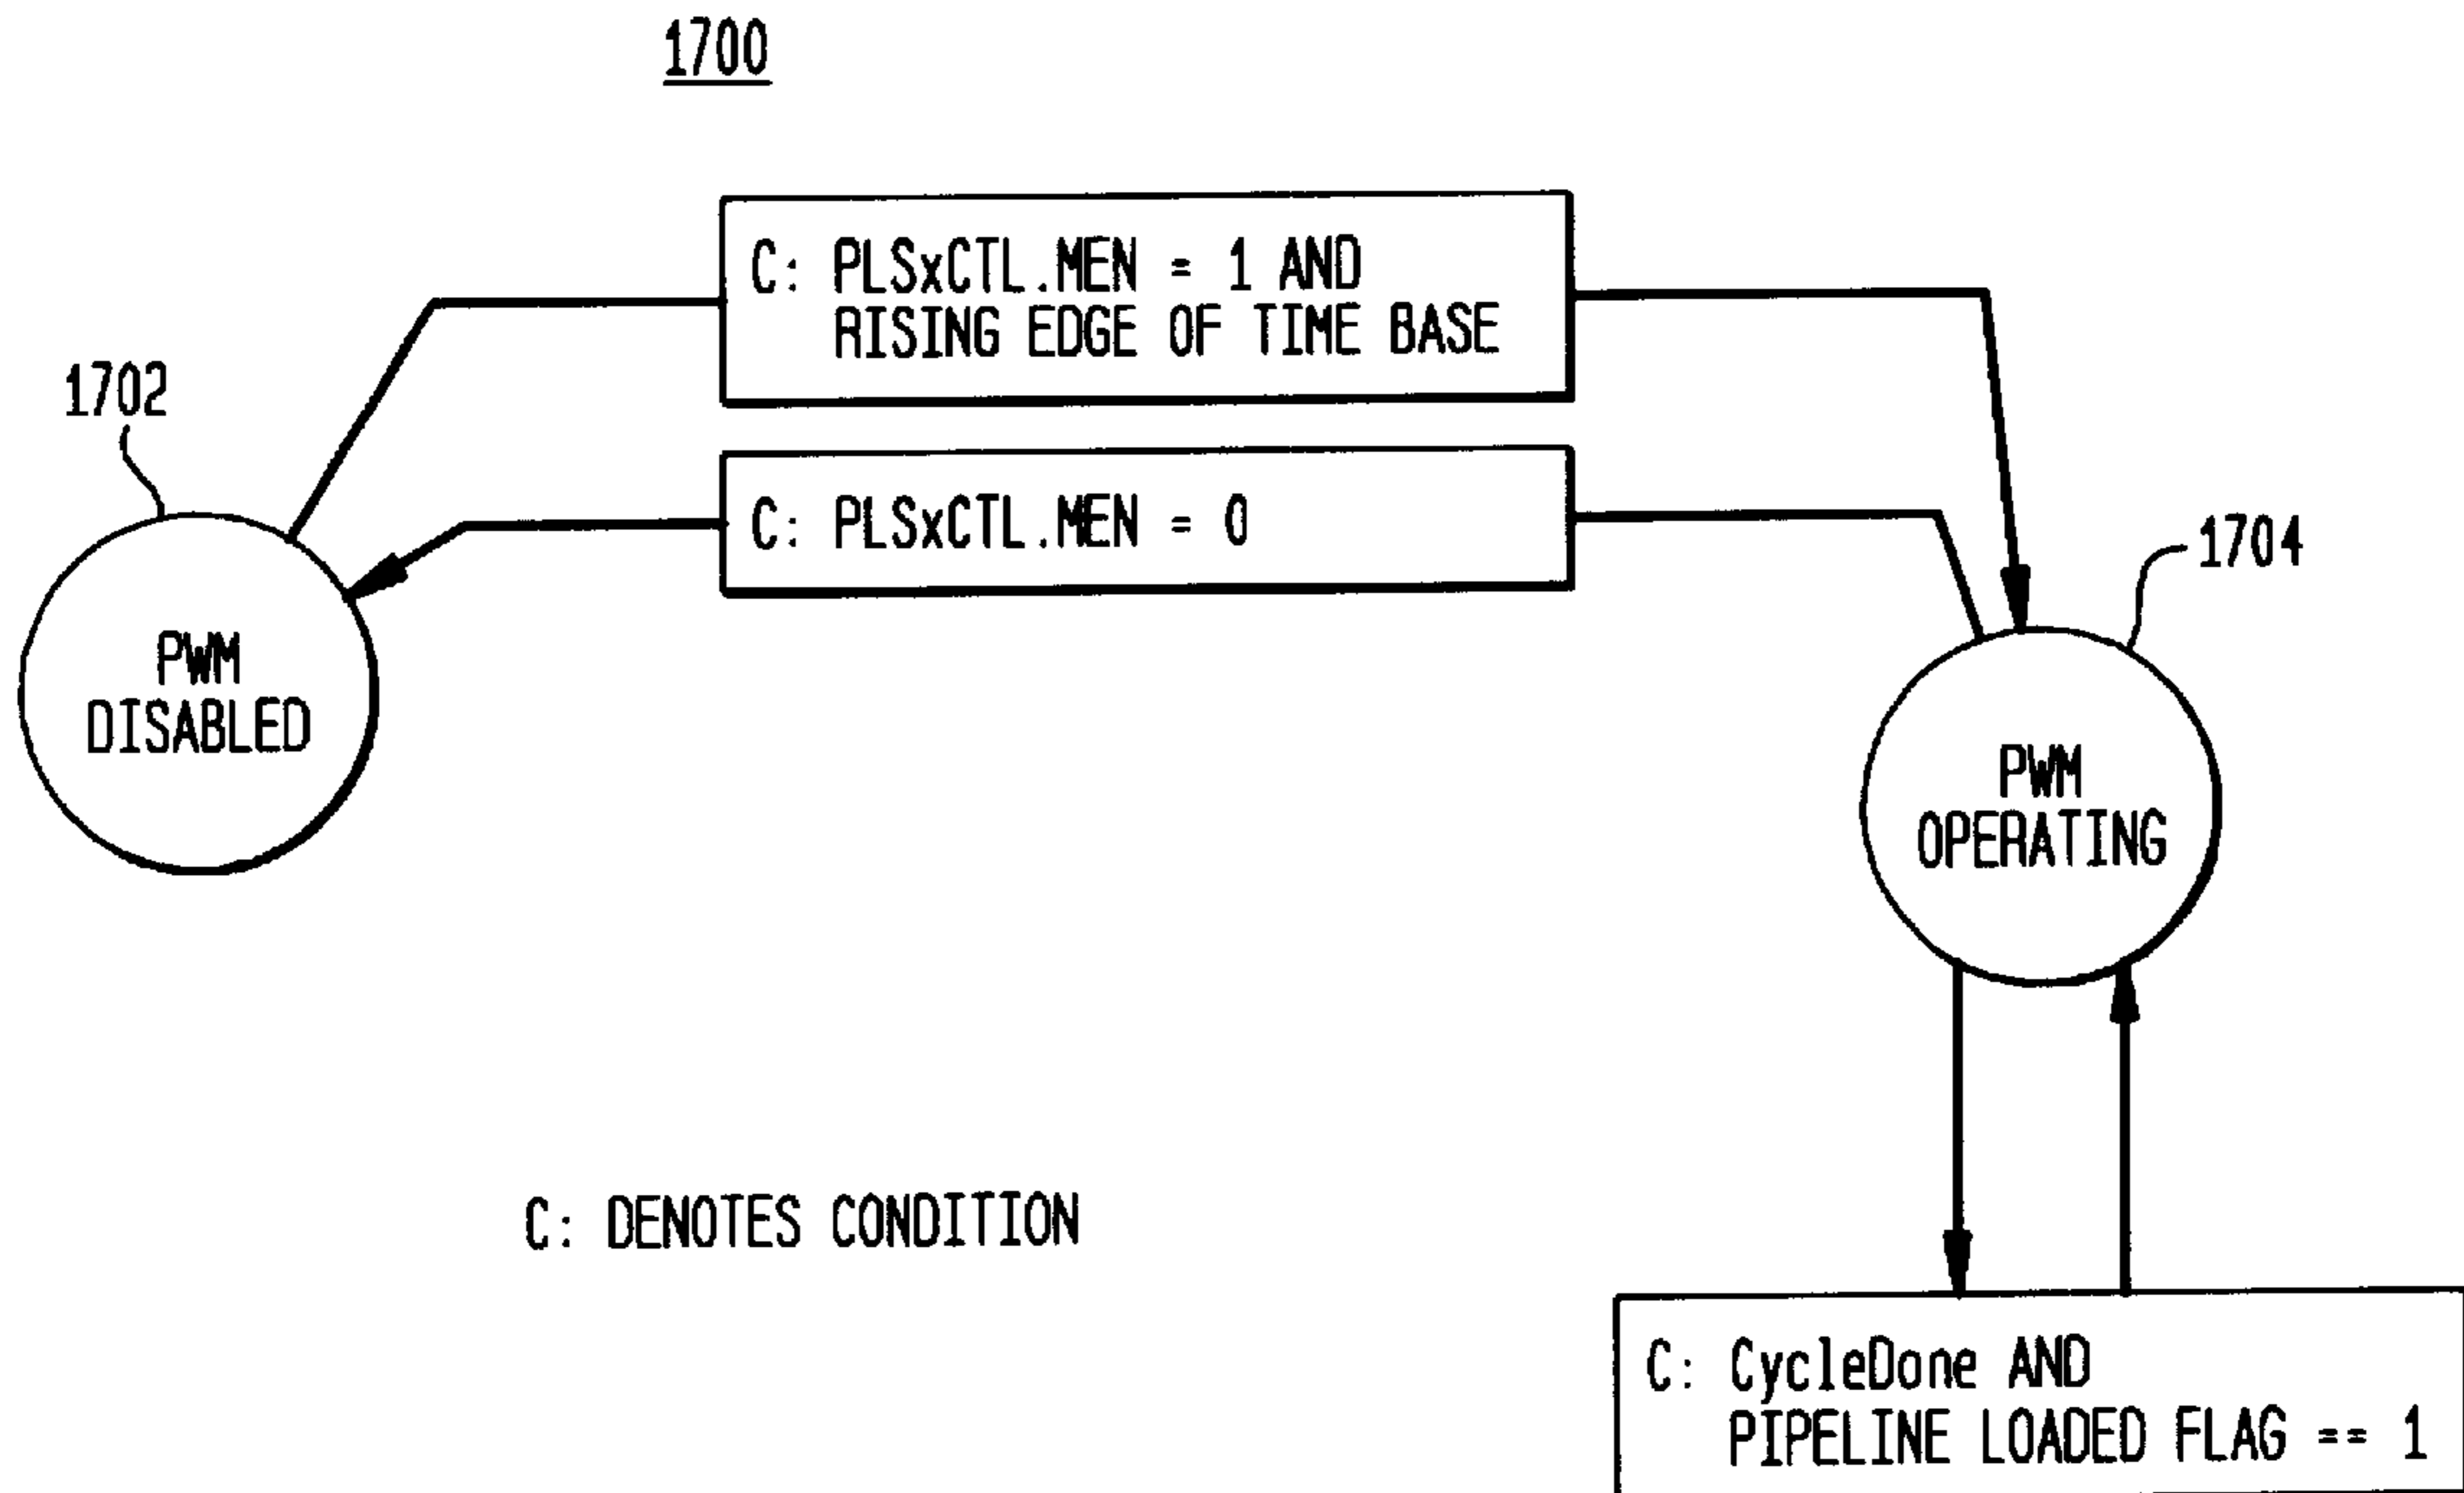 1700
C: PLSxCTL.MEN = 1 AND
RISING EDGE OF TIME BASE
1702
C: PLSxCTL.MEN = 0
1704
PWM
DISABLED
PWM
OPERATING
C: DENOTES CONDITION
C: CycleDone AND
PIPELINE LOADED FLAG == 1